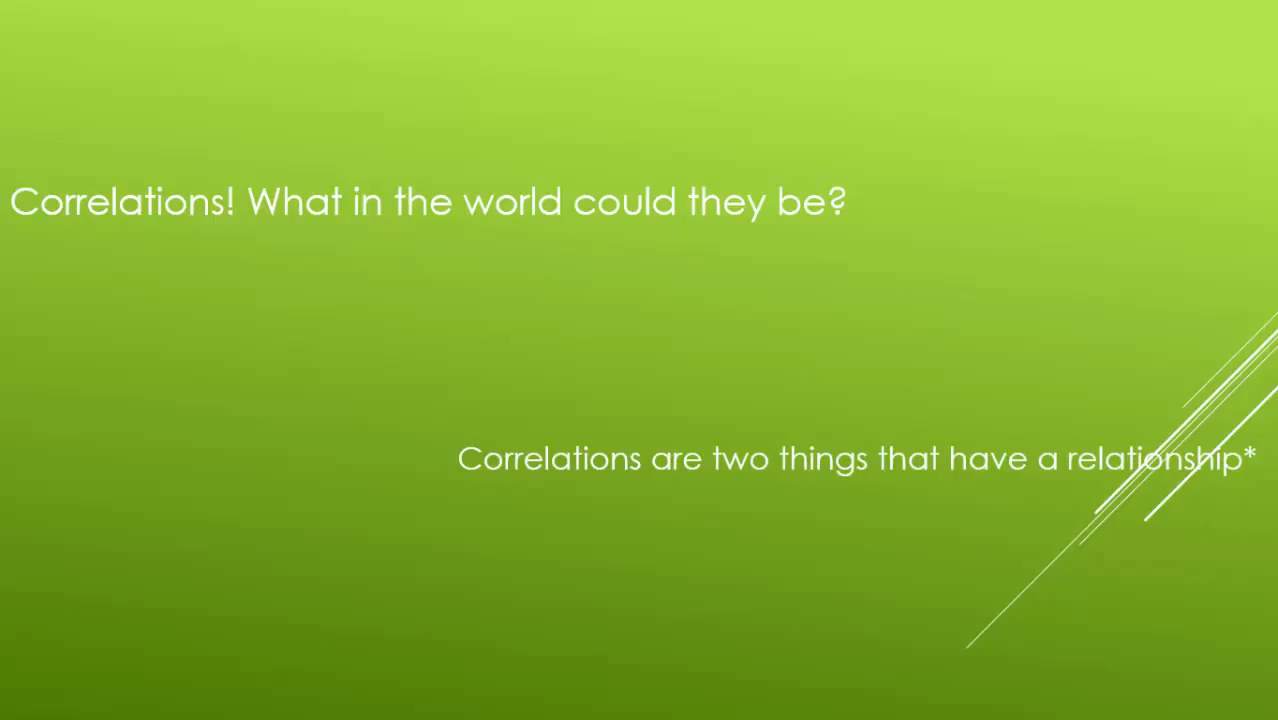 Correlations! What in the world could they be?
Correlations are two things that have a relationship*